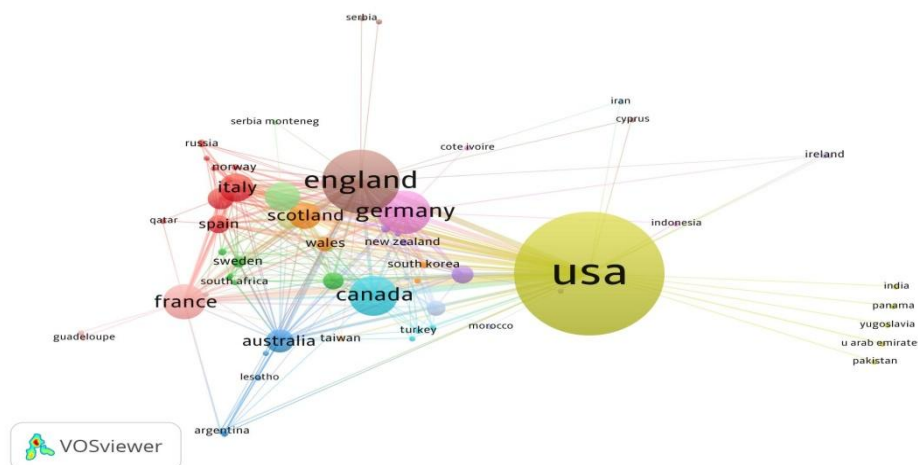 serbia
iran
serbia monteneg
cyprus
russia
cote ivoire
ireland
norway
england
italy
germany
scotland
qatar
spain
indonesia
wales
new zealand
sweden
south korea
usa
south africa
india
france
canada
panama
yugoslavia
turkey
morocco
guadeloupe
australia
taiwan
u arab emirate
pakistan
lesotho
argentina
VOSviewer